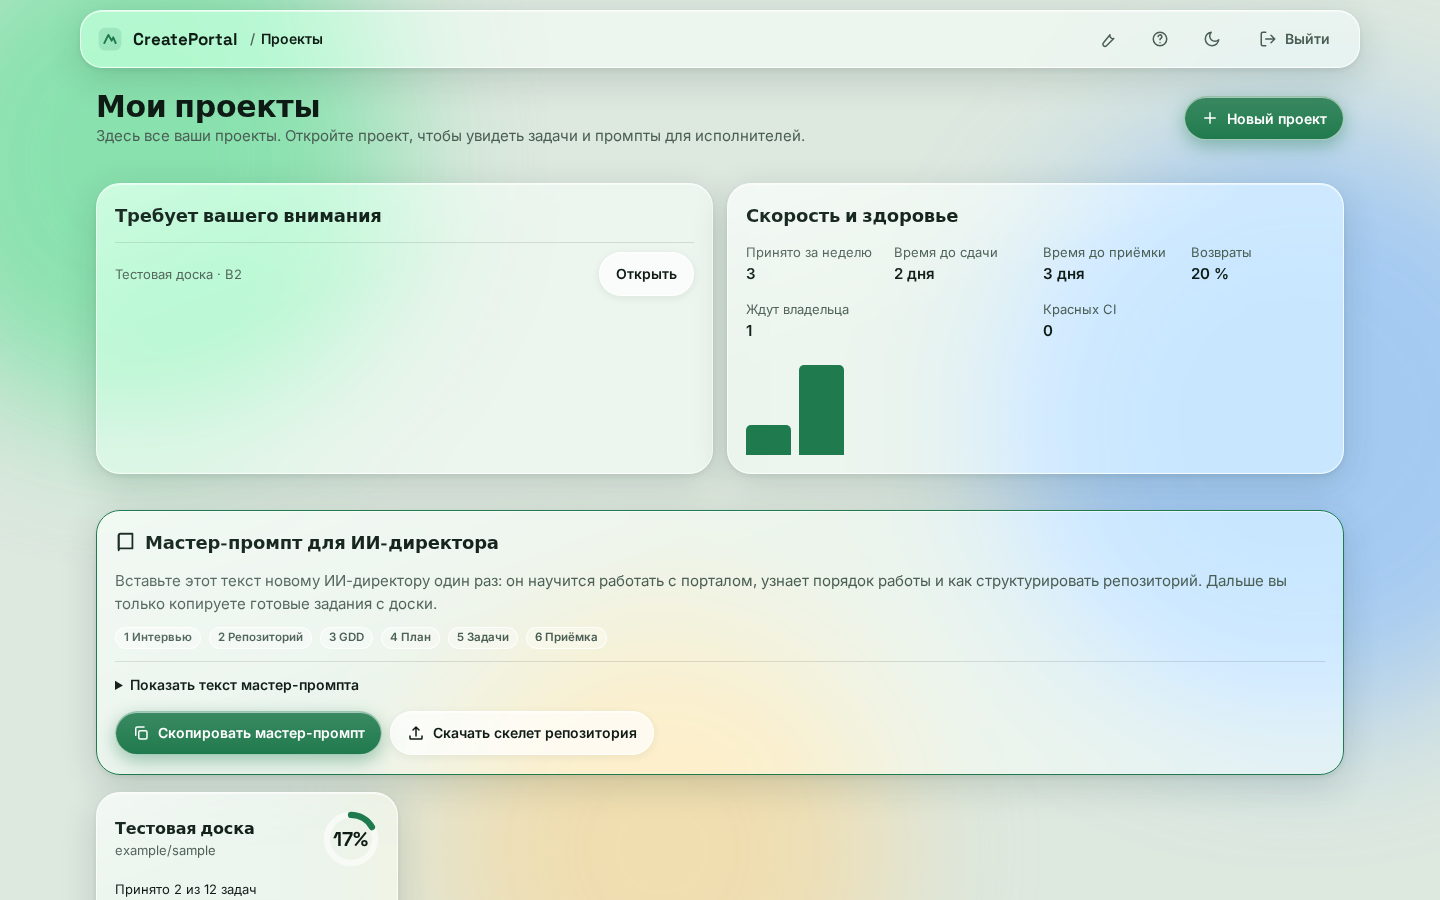 CreatePortal / Проекты
Выйти
Мои проекты
Здесь все ваши проекты. Откройте проект, чтобы увидеть задачи и промпты для исполнителей.
Новый проект
Требует вашего внимания
Тестовая доска · B2
Открыть
Скорость и здоровье
Принято за неделю
3
Время до сдачи
2 дня
Время до приёмки
3 дня
Возвраты
20 %
Ждут владельца
1
Красных CI
0
Мастер-промпт для ИИ-директора
Вставьте этот текст новому ИИ-директору один раз: он научится работать с порталом, узнает порядок работы и как структурировать репозиторий. Дальше вы
только копируете готовые задания с доски.
1 Интервью 2 Репозиторий 3 GDD 4 План 5 Задачи 6 Приёмка
Показать текст мастер-промпта
Скопировать мастер-промпт
Скачать скелет репозитория
Тестовая доска
example/sample
17%
Принято 2 из 12 задач